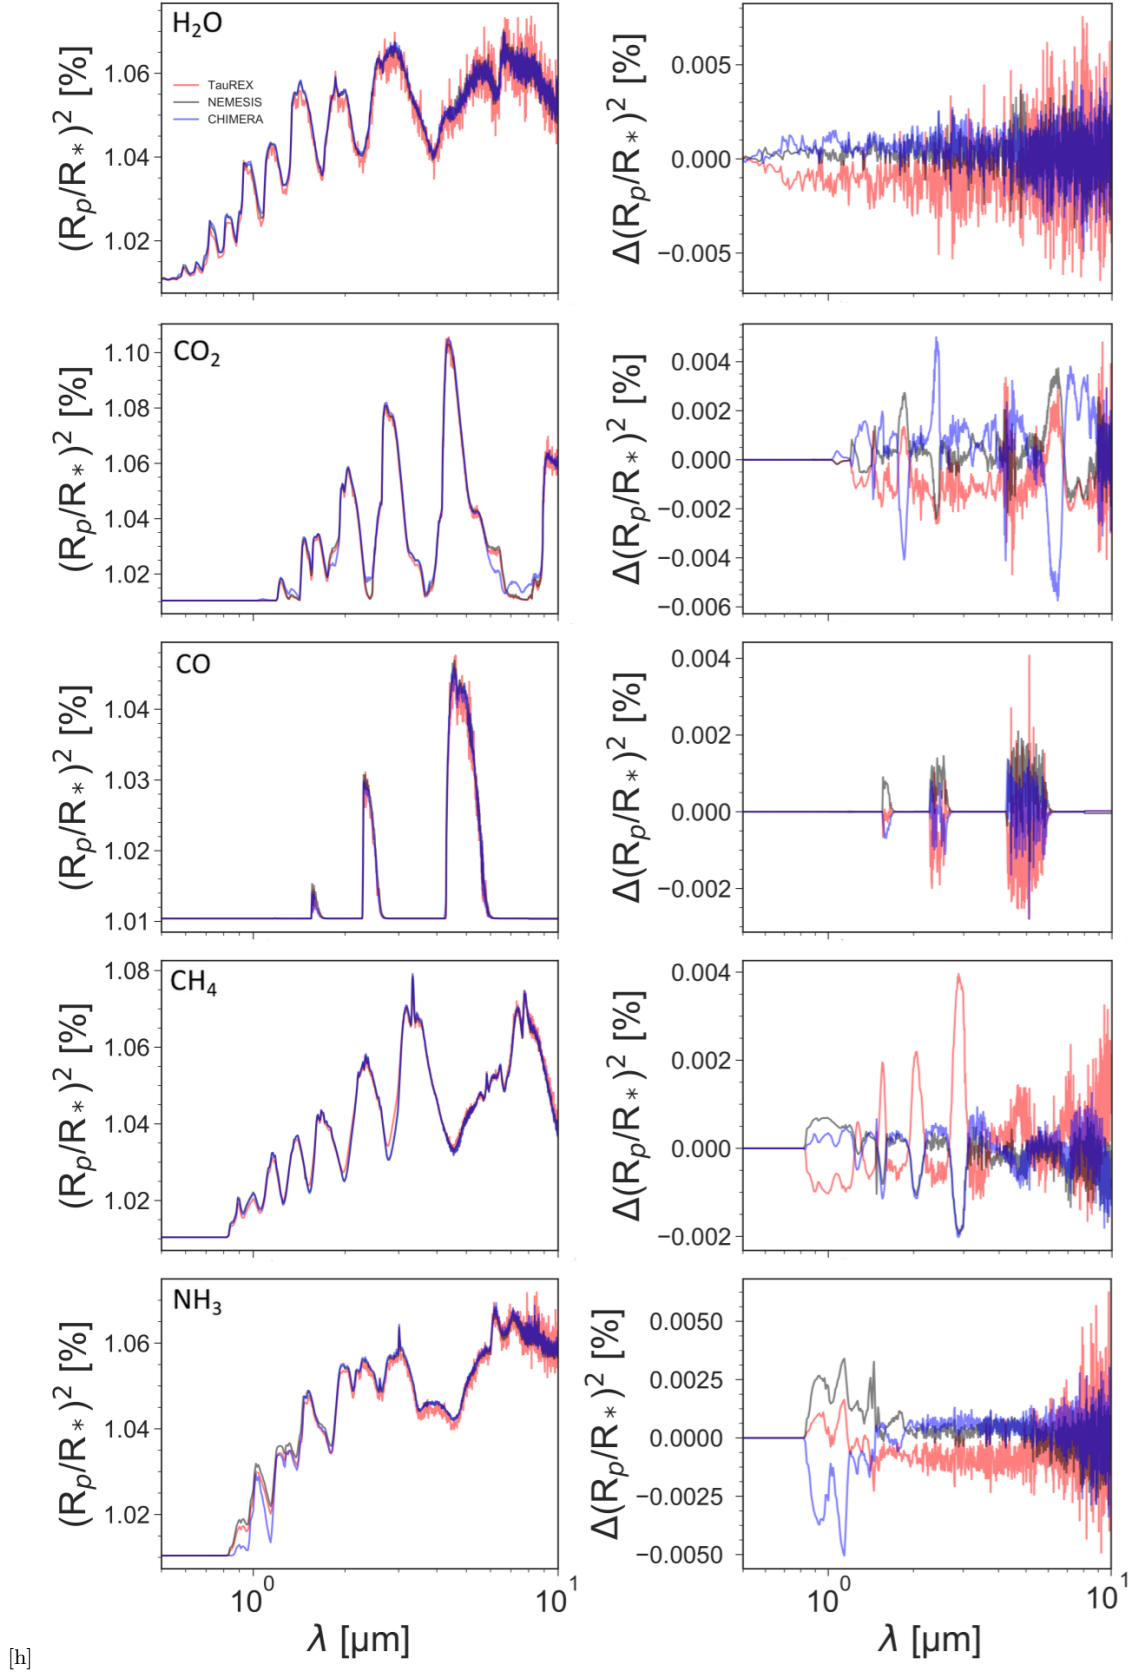 H₂O
(Rₚ/R*)² [%]
1.06
1.04
1.02
TauREX
NEMESIS
CHIMERA
Δ(Rₚ/R*)² [%]
0.005
0.000
−0.005
CO₂
(Rₚ/R*)² [%]
1.10
1.08
1.06
1.04
1.02
Δ(Rₚ/R*)² [%]
0.004
0.002
0.000
−0.002
−0.004
−0.006
CO
(Rₚ/R*)² [%]
1.04
1.03
1.02
1.01
Δ(Rₚ/R*)² [%]
0.004
0.002
0.000
−0.002
CH₄
(Rₚ/R*)² [%]
1.08
1.06
1.04
1.02
Δ(Rₚ/R*)² [%]
0.004
0.002
0.000
−0.002
NH₃
(Rₚ/R*)² [%]
1.06
1.04
1.02
Δ(Rₚ/R*)² [%]
0.0050
0.0025
0.0000
−0.0025
−0.0050
10⁰ 10¹
10⁰ 10¹
λ [µm]
λ [µm]
[h]